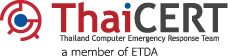 ThaiCERT
Thailand Computer Emergency Response Team
a member of ETDA